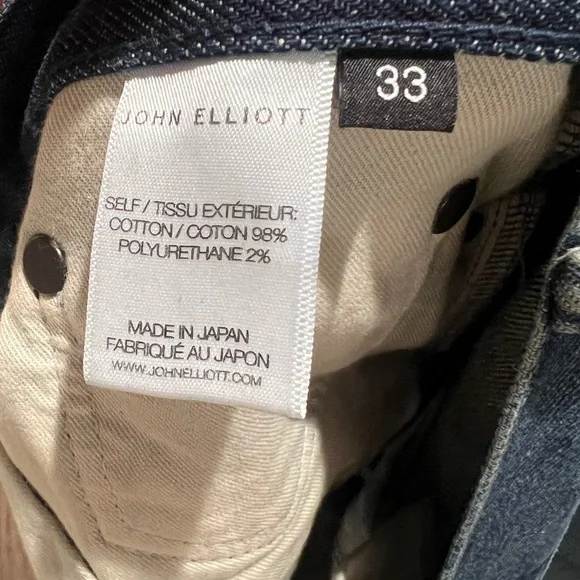 JOHN ELLIOTT
33
SELF / TISSU EXTÉRIEUR:
COTTON / COTON 98%
POLYURETHANE 2%
MADE IN JAPAN
FABRIQUÉ AU JAPON
WWW.JOHNELLIOTT.COM